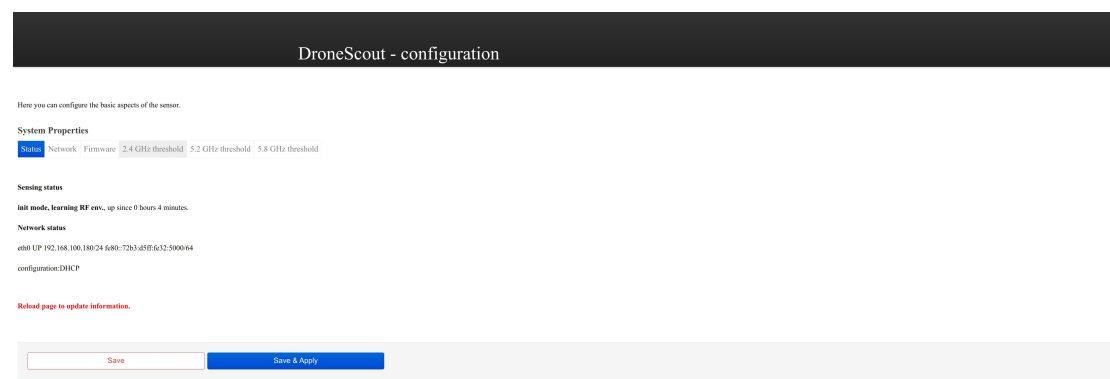 DroneScout - configuration
Here you can configure the basic aspects of the sensor.
System Properties
Status Network Firmware 2.4 GHz threshold 5.2 GHz threshold 5.8 GHz threshold
Sensing status
init mode, learning RF env., up since 0 hours 4 minutes.
Network status
eth0 UP 192.168.100.180/24 fe80::72b3:d5ff:fe32:5000/64
configuration:DHCP
Reload page to update information.
Save Save & Apply